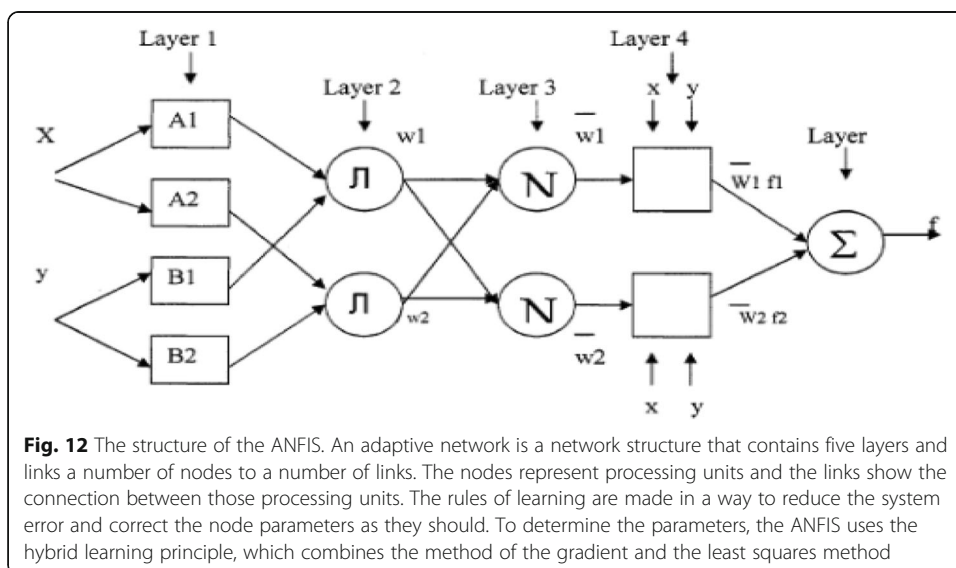 Layer 1
Layer 4
Layer 2
Layer 3
x y
Layer
X
A1
w1
w1
Л
N
W1 f1
A2
y
B1
Σ
f
Л
w2
N
w2
W2 f2
B2
x y
Fig. 12 The structure of the ANFIS. An adaptive network is a network structure that contains five layers and
links a number of nodes to a number of links. The nodes represent processing units and the links show the
connection between those processing units. The rules of learning are made in a way to reduce the system
error and correct the node parameters as they should. To determine the parameters, the ANFIS uses the
hybrid learning principle, which combines the method of the gradient and the least squares method